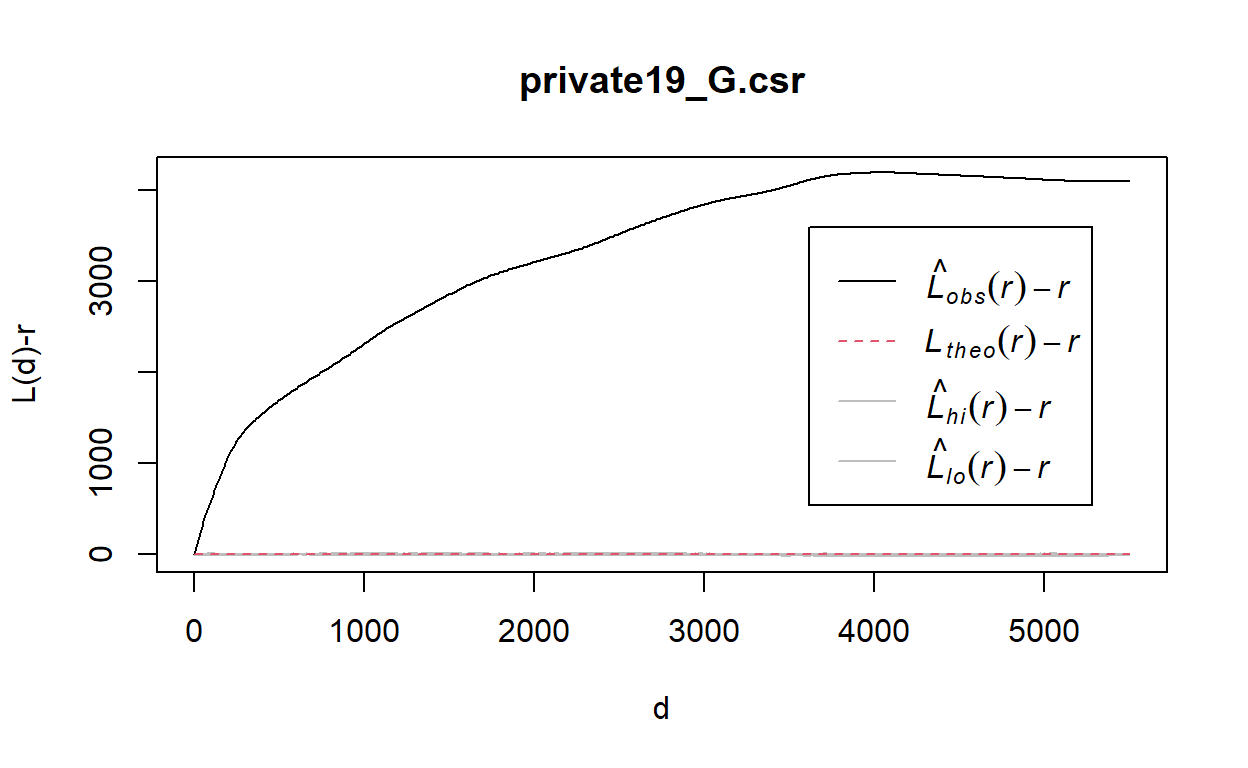 private19_G.csr
L(d)-r
3000
1000
0
L̂obs(r) − r
Ltheo(r) − r
L̂hi(r) − r
L̂lo(r) − r
0 1000 2000 3000 4000 5000
d